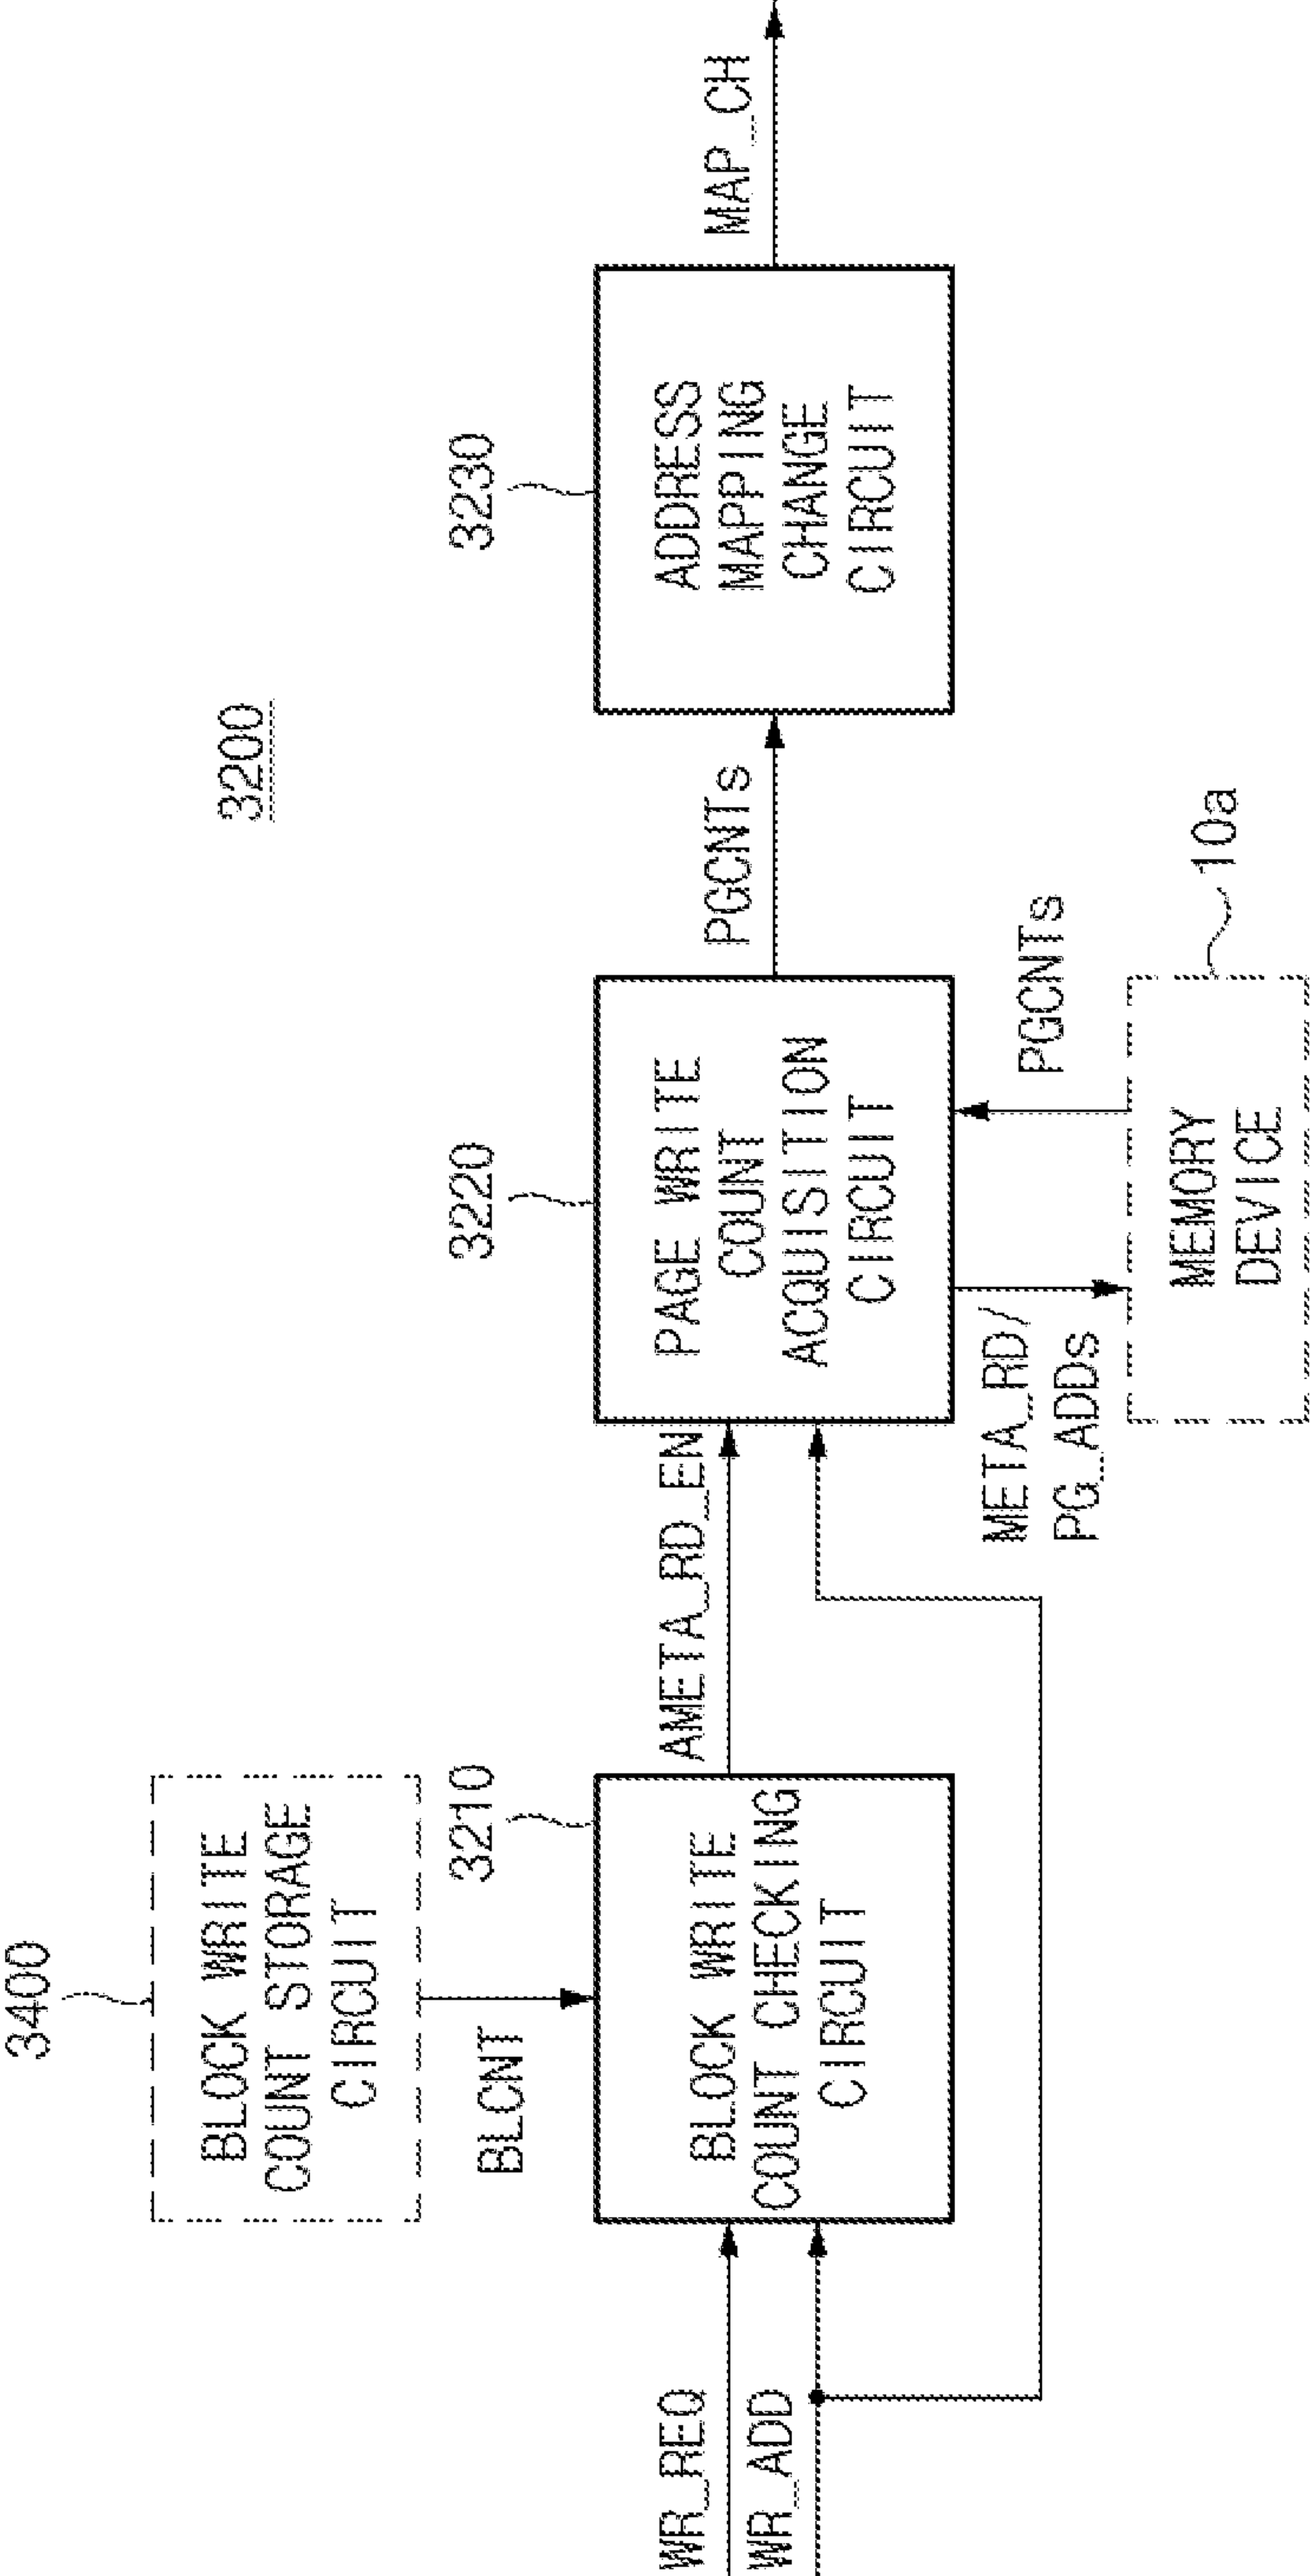 3200
3400
BLOCK WRITE
COUNT STORAGE
CIRCUIT
BLCNT
3210
3220
3230
WR_REQ
WR_ADD
BLOCK WRITE
COUNT CHECKING
CIRCUIT
AMETA_RD_EN
PAGE WRITE
COUNT
ACQUISITION
CIRCUIT
PGCNTs
ADDRESS
MAPPING
CHANGE
CIRCUIT
MAP_CH
META_RD/
PG_ADDs
PGCNTs
MEMORY
DEVICE
10a